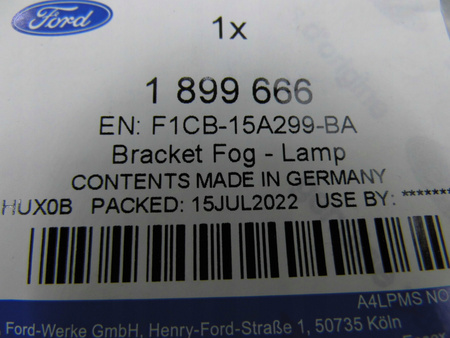 Ford
1x
1 899 666
EN: F1CB-15A299-BA
Bracket Fog - Lamp
CONTENTS MADE IN GERMANY
HUX0B PACKED: 15JUL2022 USE BY: *******
A4LPMS NO
Ford-Werke GmbH, Henry-Ford-Straße 1, 50735 Köln